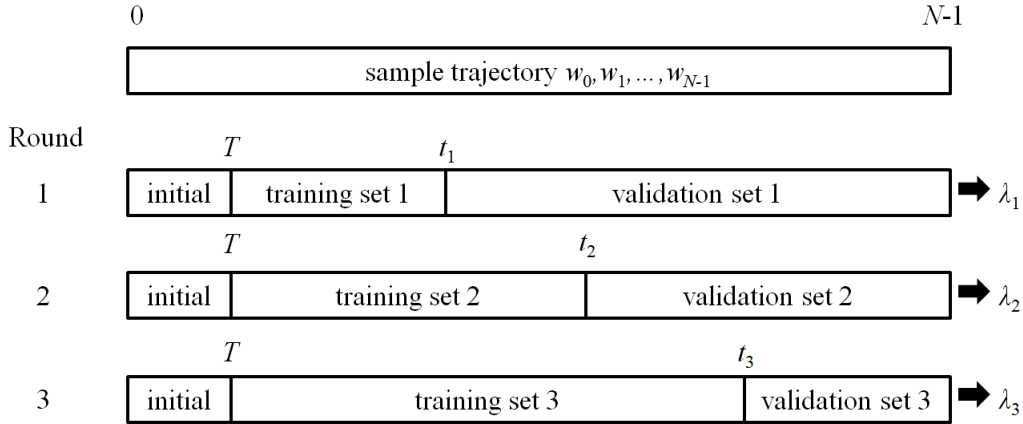 0 N-1
sample trajectory w₀, w₁, ..., w_N-1
Round
T t₁
1 initial training set 1 validation set 1 λ₁
T t₂
2 initial training set 2 validation set 2 λ₂
T t₃
3 initial training set 3 validation set 3 λ₃